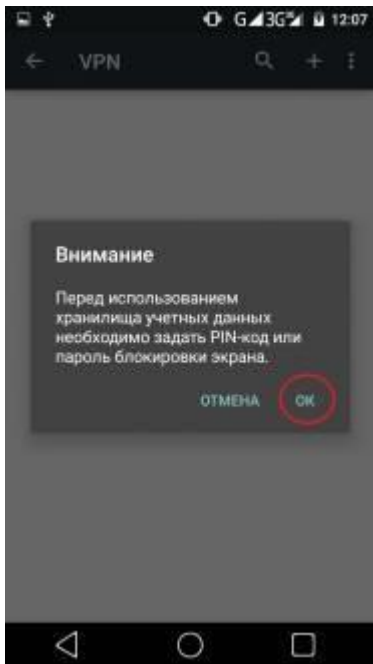 G 3G 12:07
VPN
Внимание
Перед использованием
хранилища учетных данных
необходимо задать PIN-код или
пароль блокировки экрана.
ОТМЕНА ОК